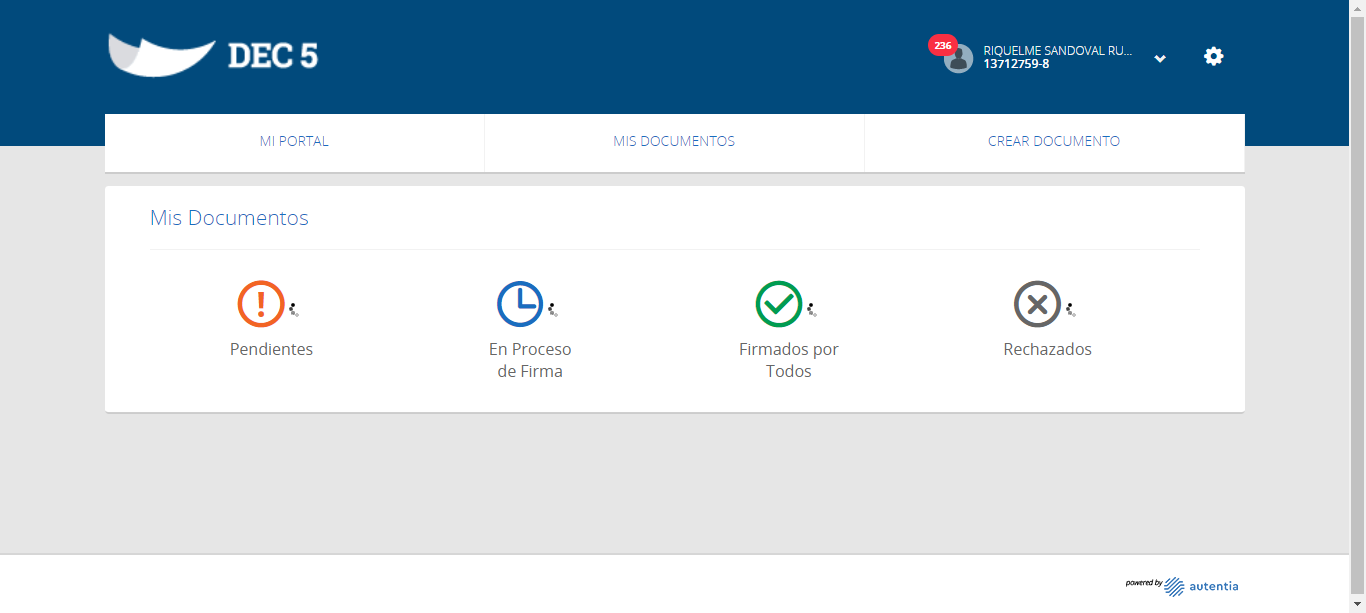 DEC 5
236
RIQUELME SANDOVAL RU...
13712759-8
MI PORTAL
MIS DOCUMENTOS
CREAR DOCUMENTO
Mis Documentos
Pendientes
En Proceso
de Firma
Firmados por
Todos
Rechazados
powered by
autentia